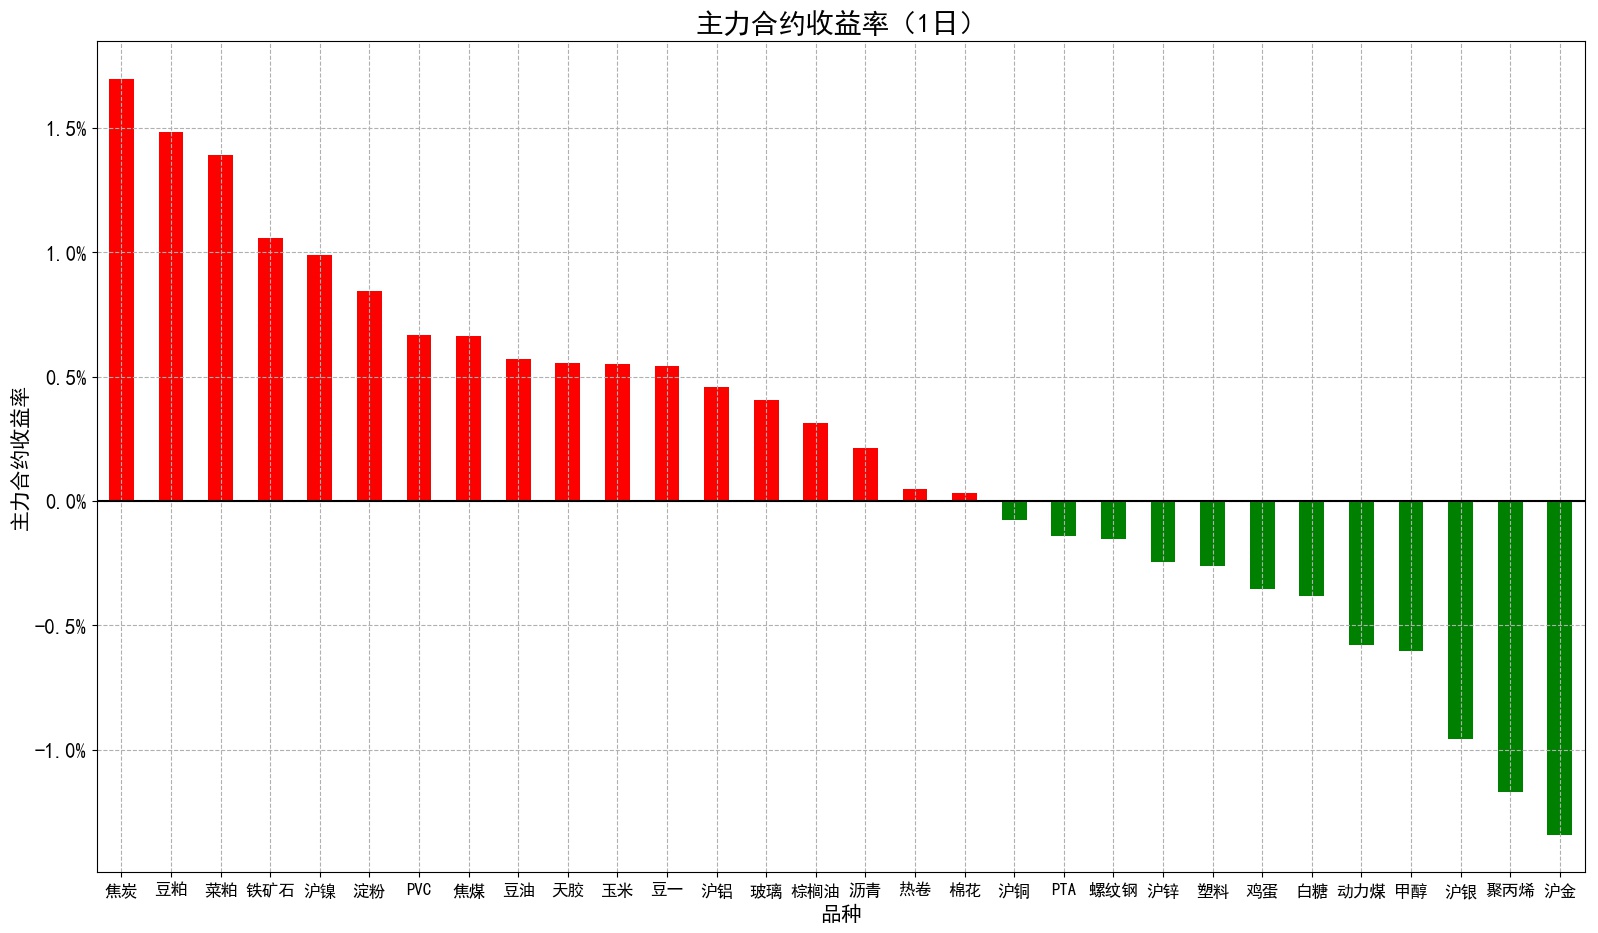 主力合约收益率（1日）
主力合约收益率
1.5%
1.0%
0.5%
0.0%
−0.5%
−1.0%
焦炭 豆粕 菜粕 铁矿石 沪镍 淀粉 PVC 焦煤 豆油 天胶 玉米 豆一 沪铝 玻璃 棕榈油 沥青 热卷 棉花 沪铜 PTA 螺纹钢 沪锌 塑料 鸡蛋 白糖 动力煤 甲醇 沪银 聚丙烯 沪金
品种